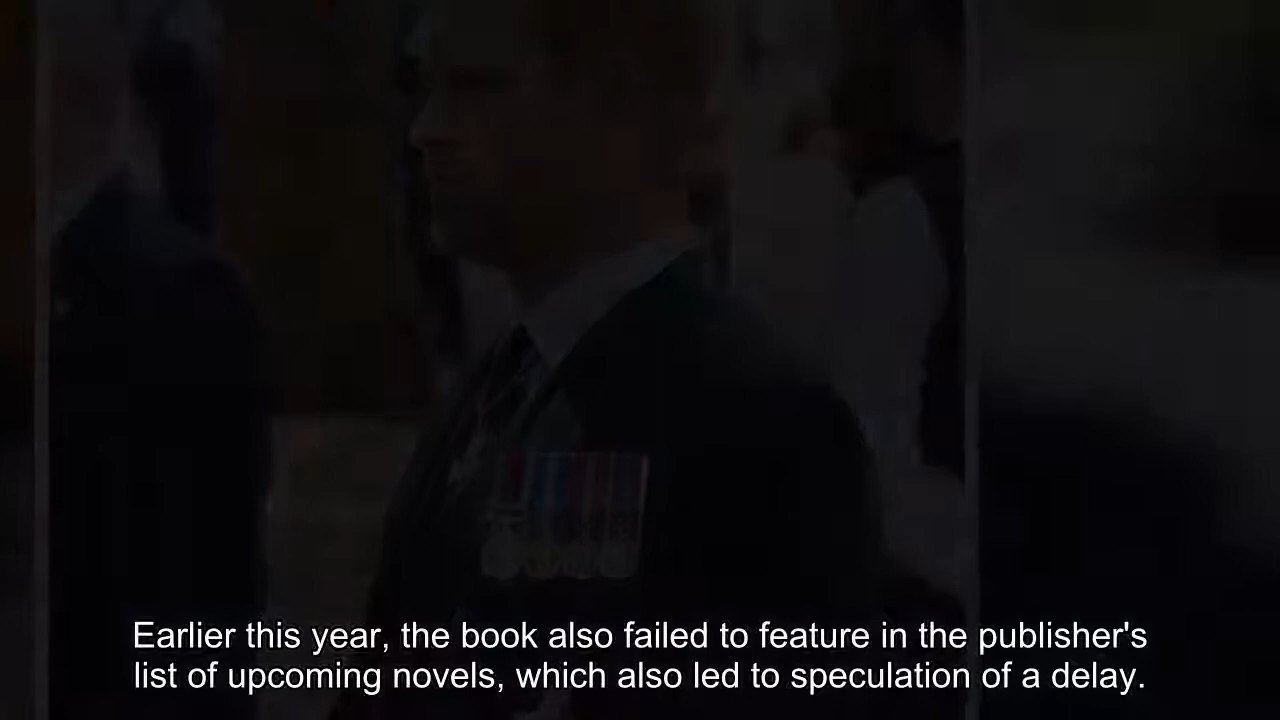 Earlier this year, the book also failed to feature in the publisher's
list of upcoming novels, which also led to speculation of a delay.